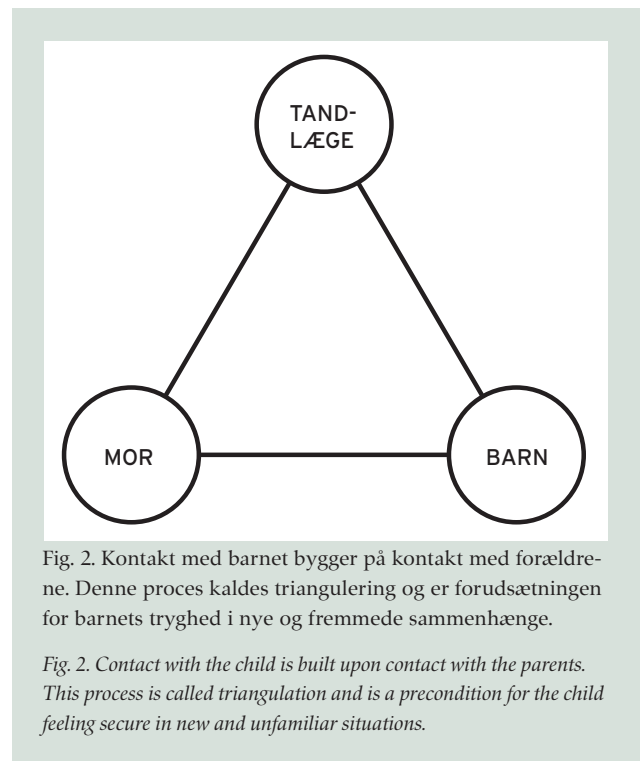 TAND-
LÆGE
MOR
BARN
Fig. 2. Kontakt med barnet bygger på kontakt med forældre-
ne. Denne proces kaldes triangulering og er forudsætningen
for barnets tryghed i nye og fremmede sammenhænge.
Fig. 2. Contact with the child is built upon contact with the parents.
This process is called triangulation and is a precondition for the child
feeling secure in new and unfamiliar situations.